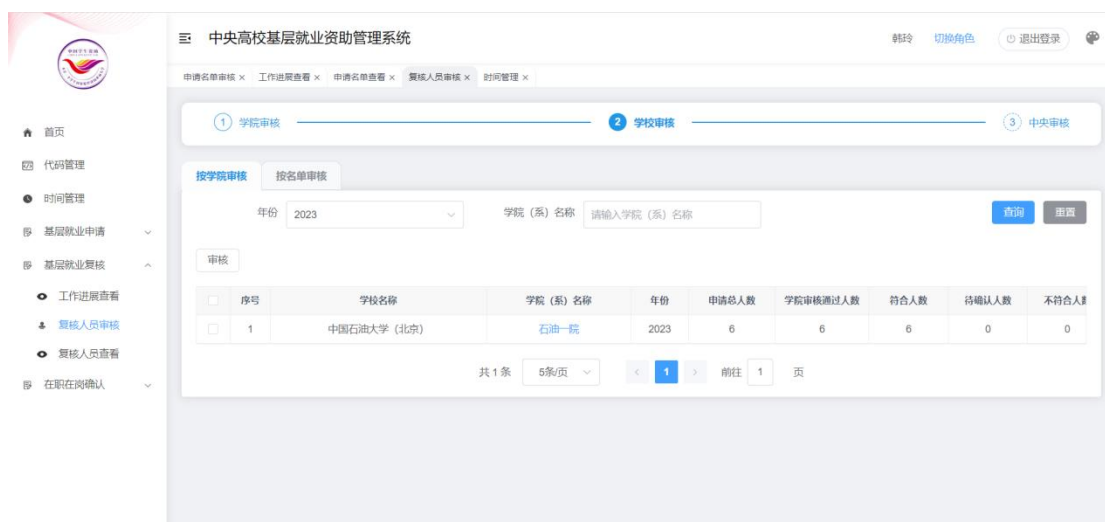 中央高校基层就业资助管理系统
韩玲 切换角色 退出登录
申请名单审核 × 工作进展查看 × 申请名单查看 × 复核人员审核 × 时间管理 ×
首页
代码管理
时间管理
基层就业申请
基层就业复核
工作进展查看
复核人员审核
复核人员查看
在职在岗确认
1 学院审核 2 学校审核 3 中央审核
按学院审核 按名单审核
年份 2023 学院（系）名称 请输入学院（系）名称 查询 重置
审核
序号 学校名称 学院（系）名称 年份 申请总人数 学院审核通过人数 符合人数 待确认人数 不符合人
1 中国石油大学（北京） 石油一院 2023 6 6 6 0 0
共 1 条 5条/页 < 1 > 前往 1 页